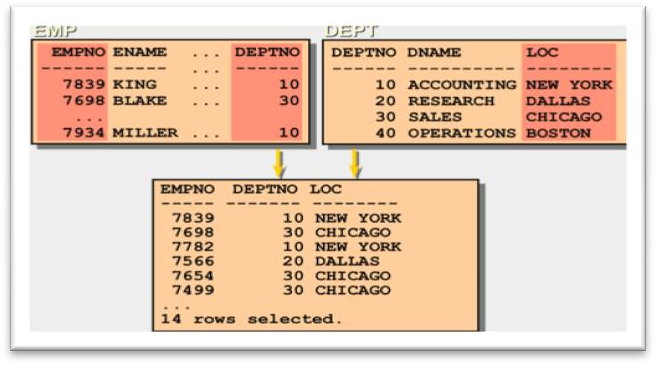 EMP
EMPNO ENAME ... DEPTNO
------ ----- ... ------
...
7839 KING ... 10
7698 BLAKE ... 30
...
7934 MILLER ... 10
DEPT
DEPTNO DNAME LOC
------ ---------- --------
10 ACCOUNTING NEW YORK
20 RESEARCH DALLAS
30 SALES CHICAGO
40 OPERATIONS BOSTON
EMPNO DEPTNO LOC
----- ------- --------
7839 10 NEW YORK
7698 30 CHICAGO
7782 10 NEW YORK
7566 20 DALLAS
7654 30 CHICAGO
7499 30 CHICAGO
...
14 rows selected.